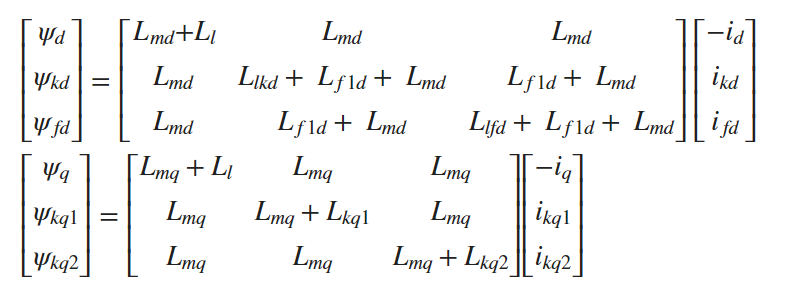 ψd = Lmd+Ll Lmd Lmd −id
ψkd Lmd Llkd + Lf1d + Lmd Lf1d + Lmd ikd
ψfd Lmd Lf1d + Lmd Llfd + Lf1d + Lmd ifd
ψq = Lmq + Ll Lmq Lmq −iq
ψkq1 Lmq Lmq + Lkq1 Lmq ikq1
ψkq2 Lmq Lmq Lmq + Lkq2 ikq2